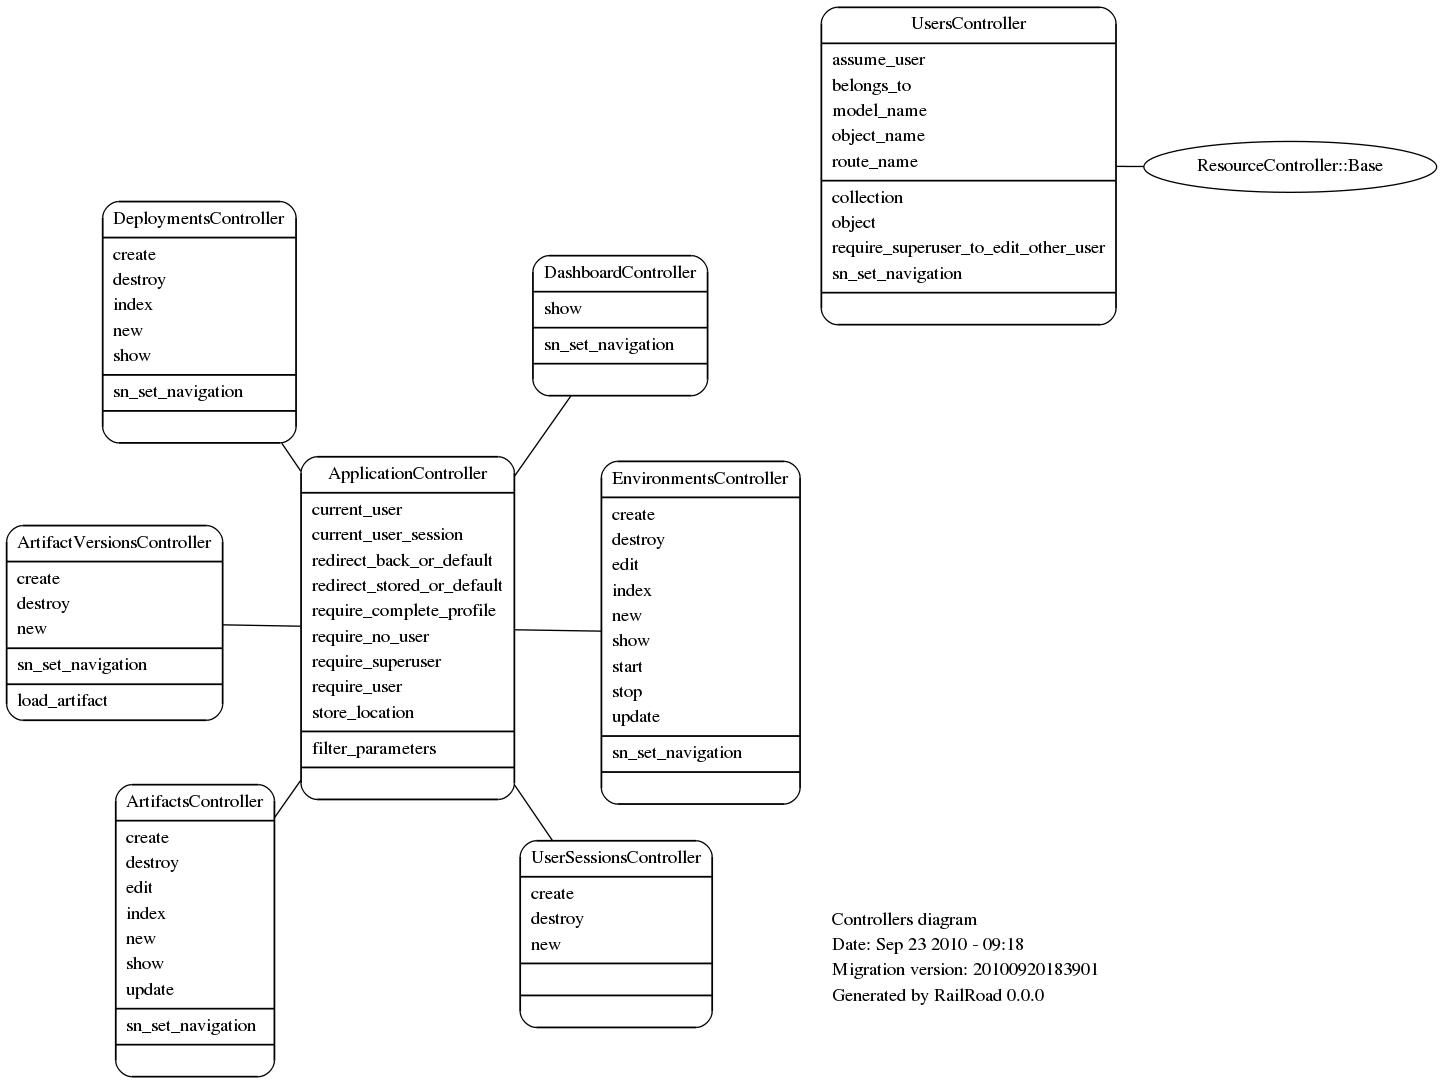 UsersController
assume_user
belongs_to
model_name
object_name
route_name
collection
object
require_superuser_to_edit_other_user
sn_set_navigation
ResourceController::Base
DeploymentsController
create
destroy
index
new
show
sn_set_navigation
DashboardController
show
sn_set_navigation
ApplicationController
current_user
current_user_session
redirect_back_or_default
redirect_stored_or_default
require_complete_profile
require_no_user
require_superuser
require_user
store_location
filter_parameters
EnvironmentsController
create
destroy
edit
index
new
show
start
stop
update
sn_set_navigation
ArtifactVersionsController
create
destroy
new
sn_set_navigation
load_artifact
ArtifactsController
create
destroy
edit
index
new
show
update
sn_set_navigation
UserSessionsController
create
destroy
new
Controllers diagram
Date: Sep 23 2010 - 09:18
Migration version: 20100920183901
Generated by RailRoad 0.0.0